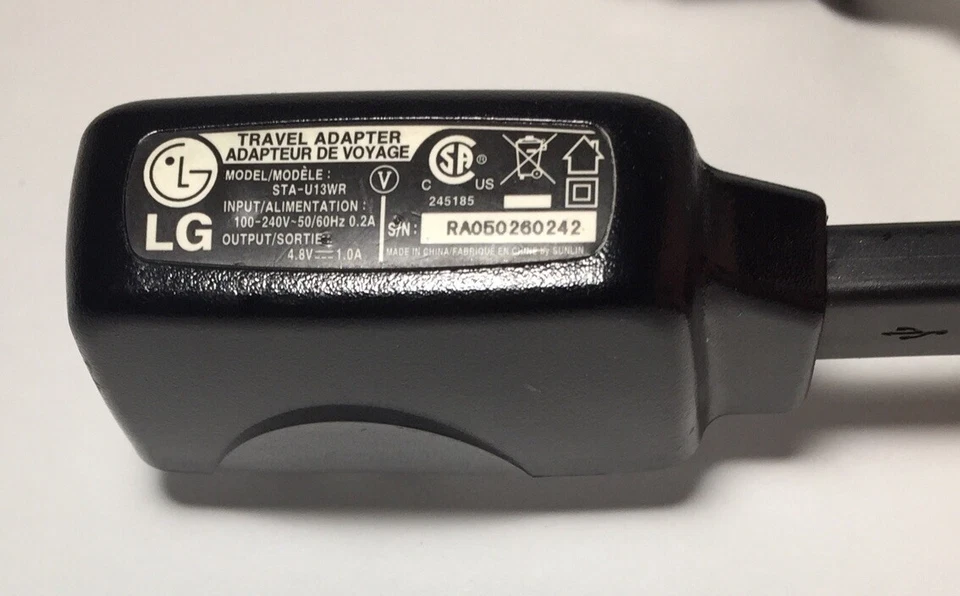 LG
TRAVEL ADAPTER
ADAPTEUR DE VOYAGE
MODEL/MODÈLE :
STA-U13WR
INPUT/ALIMENTATION :
100-240V~50/60Hz 0.2A
OUTPUT/SORTIE
4.8V⎓1.0A
V
SA®
C US
245185
S/N: RA050260242
MADE IN CHINA/FABRIQUÉ EN CHINE By SUNLIN